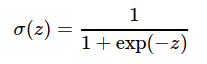 σ(z) = 1 / (1 + exp(−z))